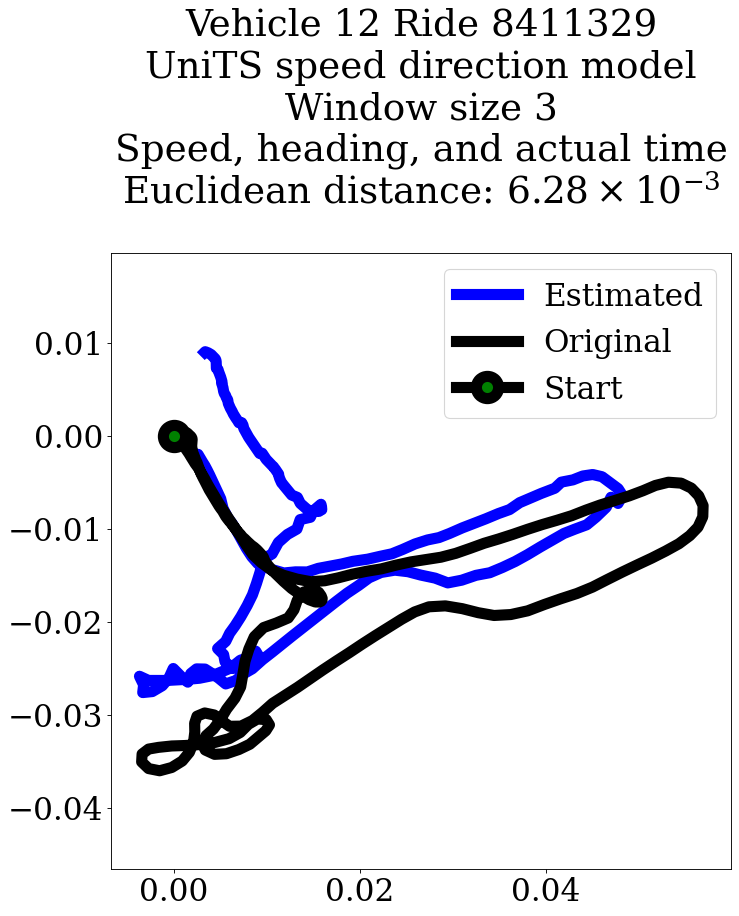 Vehicle 12 Ride 8411329
UniTS speed direction model
Window size 3
Speed, heading, and actual time
Euclidean distance: 6.28 × 10⁻³
Estimated
Original
Start
0.01
0.00
−0.01
−0.02
−0.03
−0.04
0.00 0.02 0.04